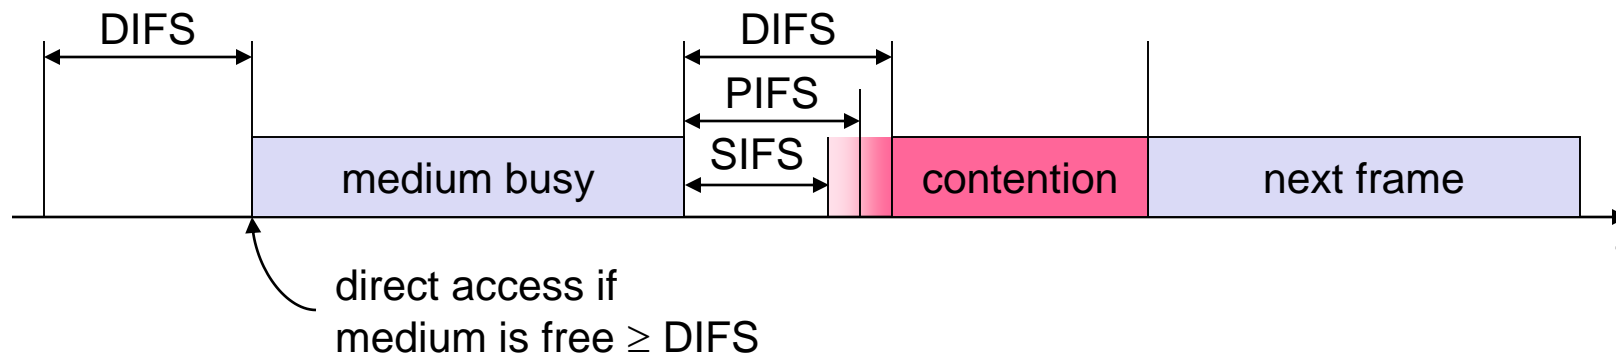 DIFS
DIFS
PIFS
SIFS
medium busy
contention
next frame
direct access if
medium is free ≥ DIFS